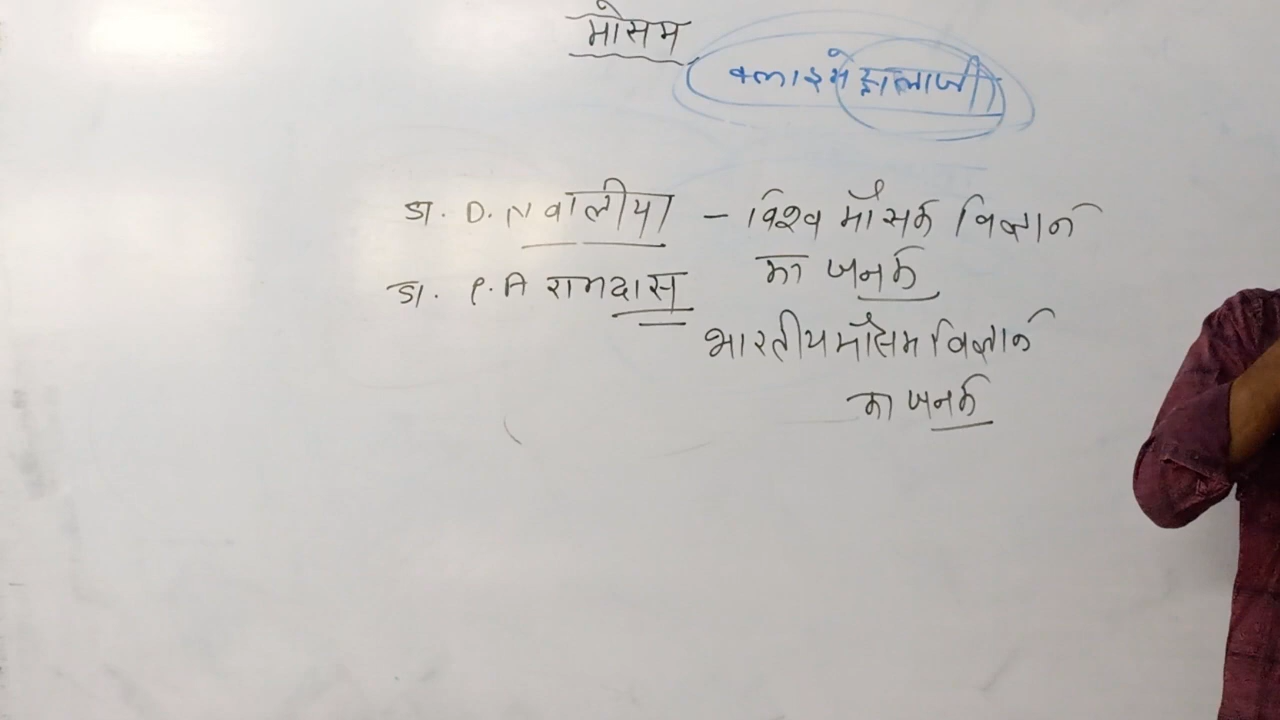 मोसम
क्लाइमेट्रोलाजी
डा. D. N वालीया – विश्व मौसम विज्ञान
का जनक
डा. P. A रामदास
भारतीय मौसम विज्ञान
का जनक